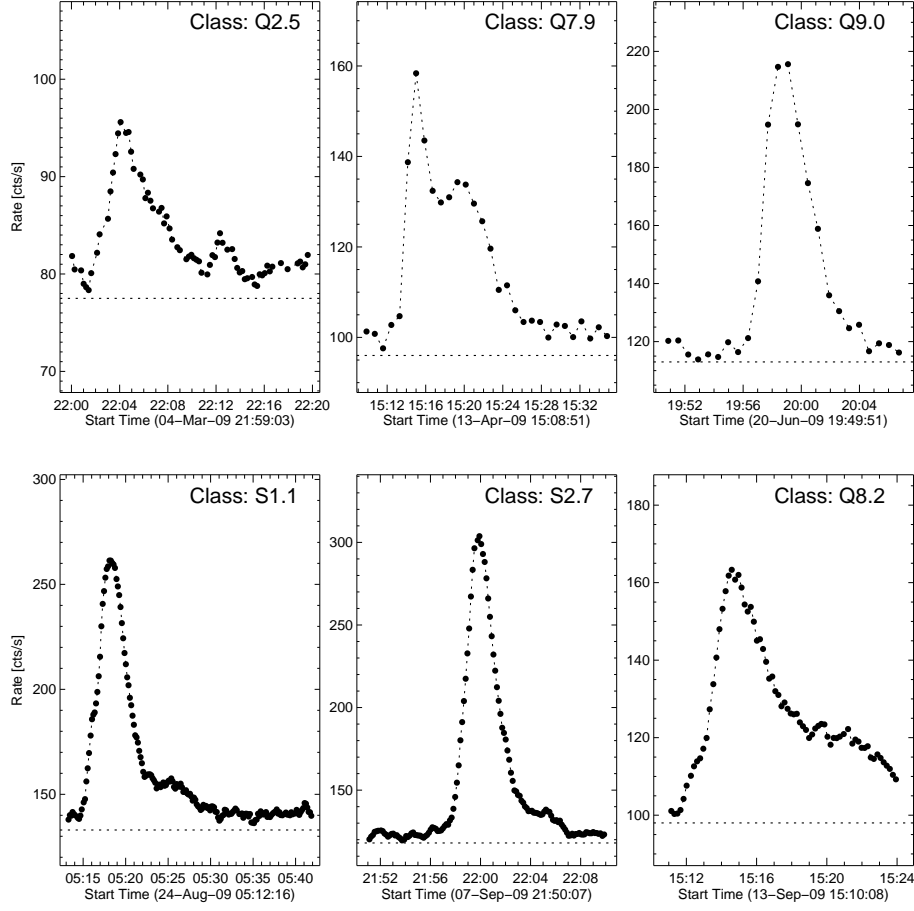 Class: Q2.5
Rate [cts/s]
100
90
80
70
22:00 22:04 22:08 22:12 22:16 22:20
Start Time (04–Mar–09 21:59:03)
Class: Q7.9
160
140
120
100
15:12 15:16 15:20 15:24 15:28 15:32
Start Time (13–Apr–09 15:08:51)
Class: Q9.0
220
200
180
160
140
120
19:52 19:56 20:00 20:04
Start Time (20–Jun–09 19:49:51)
Class: S1.1
Rate [cts/s]
300
250
200
150
05:15 05:20 05:25 05:30 05:35 05:40
Start Time (24–Aug–09 05:12:16)
Class: S2.7
300
250
200
150
21:52 21:56 22:00 22:04 22:08
Start Time (07–Sep–09 21:50:07)
Class: Q8.2
180
160
140
120
100
15:12 15:16 15:20 15:24
Start Time (13–Sep–09 15:10:08)